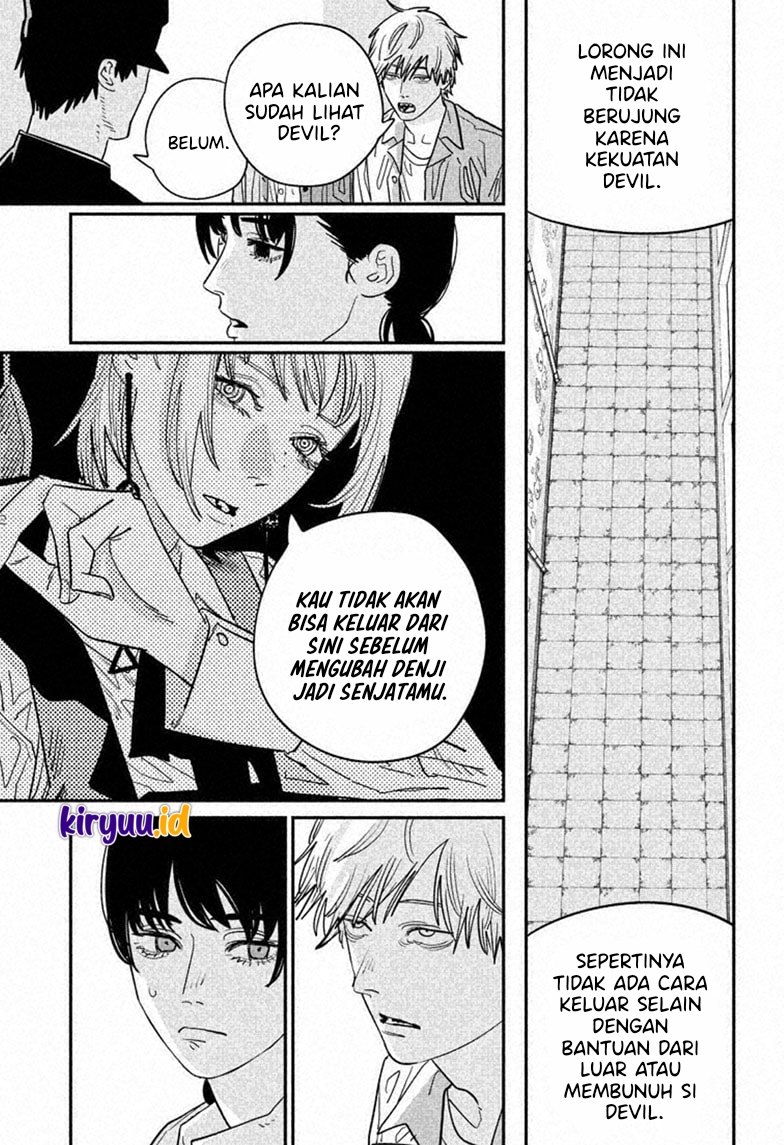 LORONG INI
MENJADI
TIDAK
BERUJUNG
KARENA
KEKUATAN
DEVIL.
SEPERTINYA
TIDAK ADA CARA
KELUAR SELAIN
DENGAN
BANTUAN DARI
LUAR ATAU
MEMBUNUH SI
DEVIL.
APA KALIAN
SUDAH LIHAT
DEVIL?
BELUM.
KAU TIDAK AKAN
BISA KELUAR DARI
SINI SEBELUM
MENGUBAH DENJI
JADI SENJATAMU.
kiryuu.id